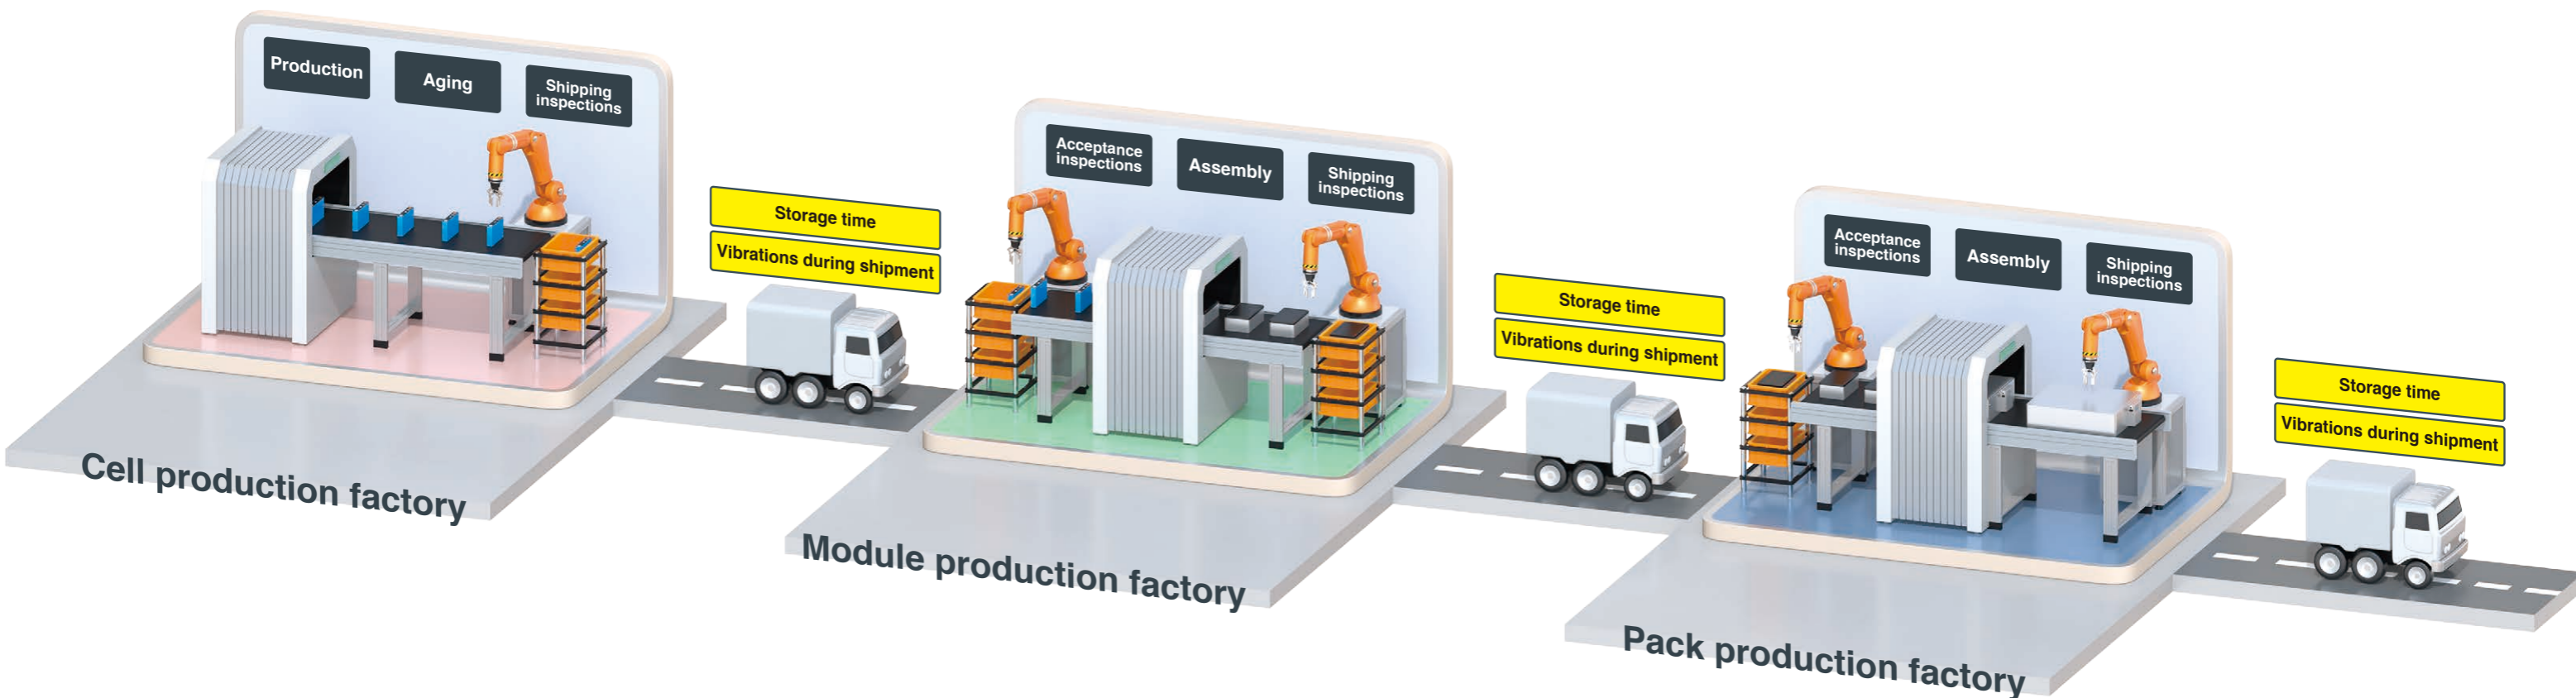 Production
Aging
Shipping
inspections
Cell production factory
Storage time
Vibrations during shipment
Acceptance
inspections
Assembly
Shipping
inspections
Module production factory
Storage time
Vibrations during shipment
Acceptance
inspections
Assembly
Shipping
inspections
Pack production factory
Storage time
Vibrations during shipment